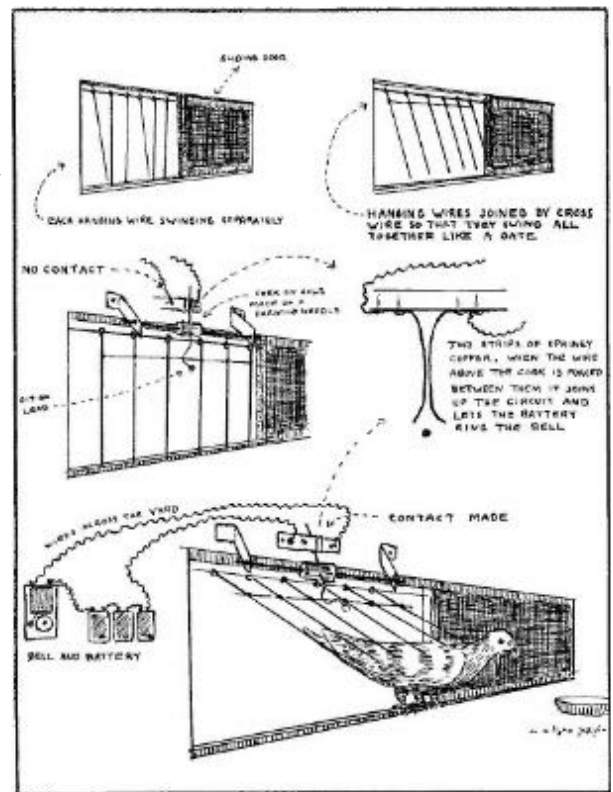 SLIDING DOOR
EACH HANGING WIRE SWINGING SEPARATELY
HANGING WIRES JOINED BY CROSS
WIRE SO THAT THEY SWING ALL
TOGETHER LIKE A GATE
NO CONTACT
CORK ON AXLE
MADE OF A
DARNING NEEDLE
BIT OF
LEAD
TWO STRIPS OF SPRINGY
COPPER. WHEN THE WIRE
ABOVE THE CORK IS FORCED
BETWEEN THEM IT JOINS
UP THE CIRCUIT AND
LETS THE BATTERY
RING THE BELL
WIRES ACROSS THE YARD
CONTACT MADE
BELL AND BATTERY